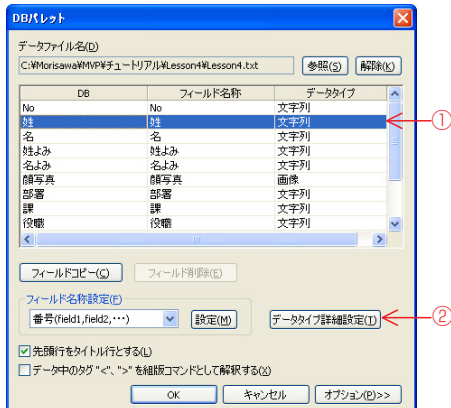 DBパレット
データファイル名(D)
C:¥Morisawa¥MVP¥チュートリアル¥Lesson4¥Lesson4.txt 参照(S) 解除(K)
DB フィールド名称 データタイプ
No No 文字列
姓 姓 文字列 ①
名 名 文字列
姓よみ 姓よみ 文字列
名よみ 名よみ 文字列
顔写真 顔写真 画像
部署 部署 文字列
課 課 文字列
役職 役職 文字列
フィールドコピー(C) フィールド削除(E)
フィールド名称設定(F)
番号(field1,field2,･･･) 設定(M) データタイプ詳細設定(T) ②
先頭行をタイトル行とする(L)
データ中のタグ "<"、">" を組版コマンドとして解釈する(X)
OK キャンセル オプション(P)>>